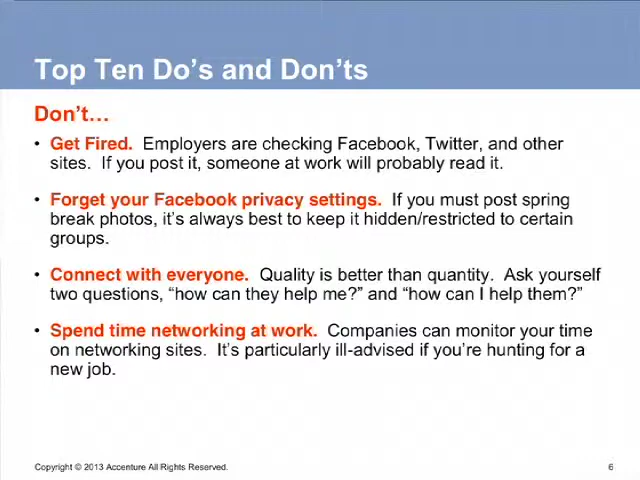 Top Ten Do’s and Don’ts
Don’t…
• Get Fired. Employers are checking Facebook, Twitter, and other
sites. If you post it, someone at work will probably read it.
• Forget your Facebook privacy settings. If you must post spring
break photos, it’s always best to keep it hidden/restricted to certain
groups.
• Connect with everyone. Quality is better than quantity. Ask yourself
two questions, “how can they help me?” and “how can I help them?”
• Spend time networking at work. Companies can monitor your time
on networking sites. It’s particularly ill-advised if you’re hunting for a
new job.
Copyright © 2013 Accenture All Rights Reserved.
6